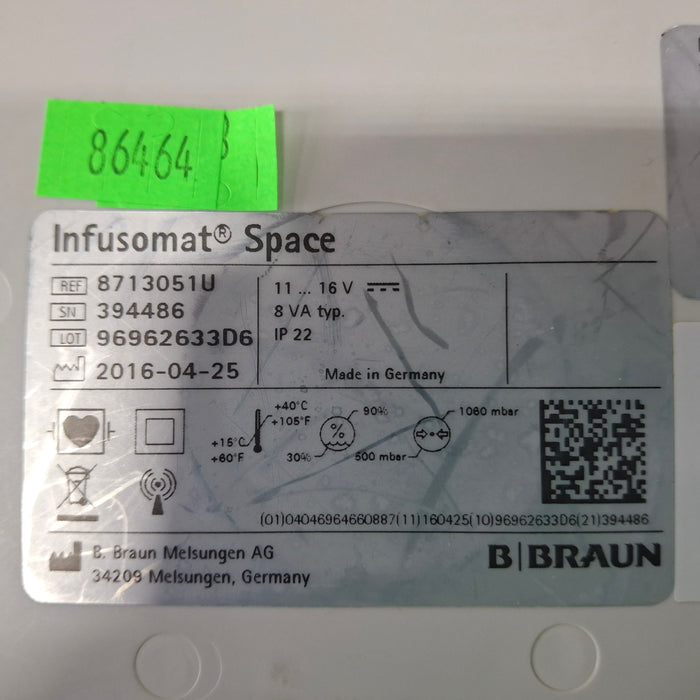 86464
Infusomat® Space
REF 8713051U
SN 394486
LOT 96962633D6
2016-04-25
11 ... 16 V
8 VA typ.
IP 22
Made in Germany
+40°C
+105°F
+15°C
+60°F
%
90%
30%
1060 mbar
500 mbar
(01)04046964660887(11)160425(10)96962633D6(21)394486
B. Braun Melsungen AG
34209 Melsungen, Germany
B|BRAUN